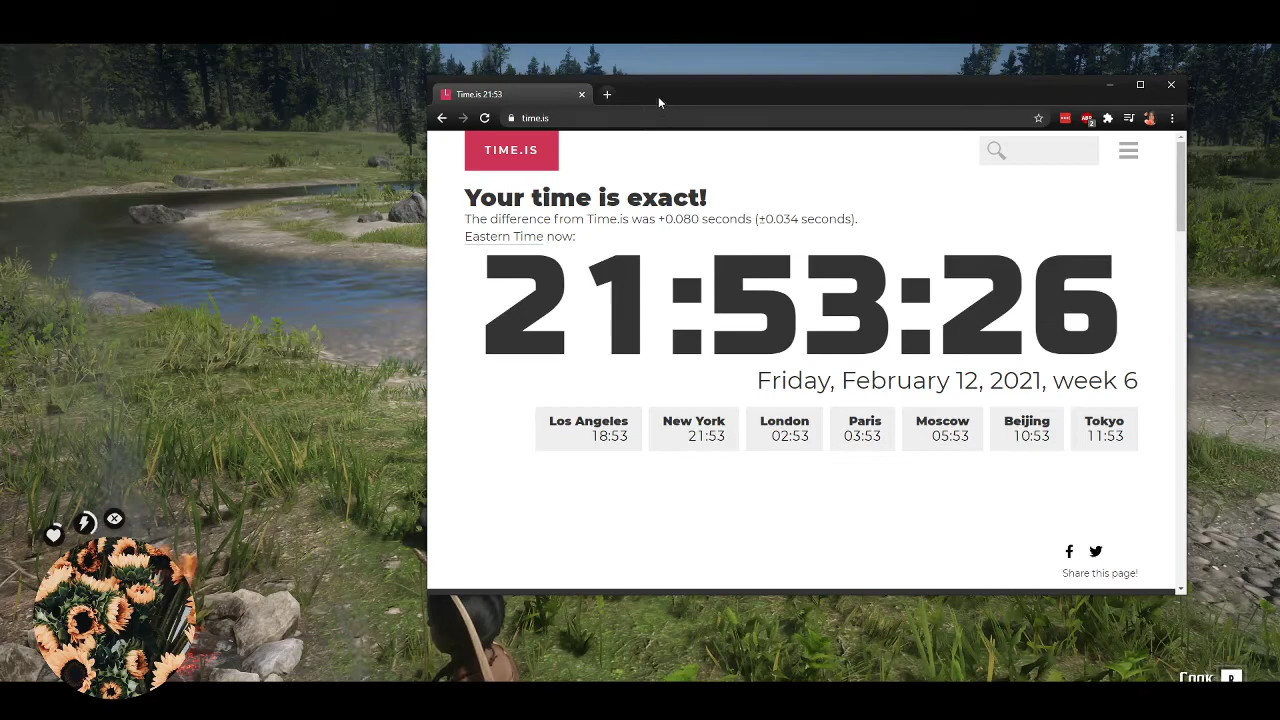 Time.is 21:53
time.is
TIME.IS
Your time is exact!
The difference from Time.is was +0.080 seconds (±0.034 seconds).
Eastern Time now:
21:53:26
Friday, February 12, 2021, week 6
Los Angeles New York London Paris Moscow Beijing Tokyo
18:53 21:53 02:53 03:53 05:53 10:53 11:53
Share this page!
Cook